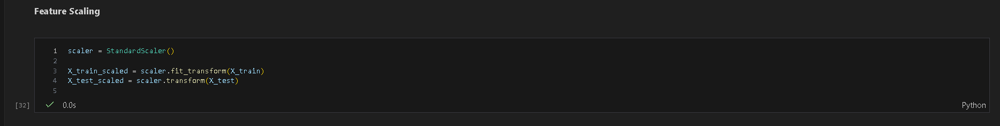 Feature Scaling
1 scaler = StandardScaler()
2
3 X_train_scaled = scaler.fit_transform(X_train)
4 X_test_scaled = scaler.transform(X_test)
5
[32] ✓ 0.0s Python